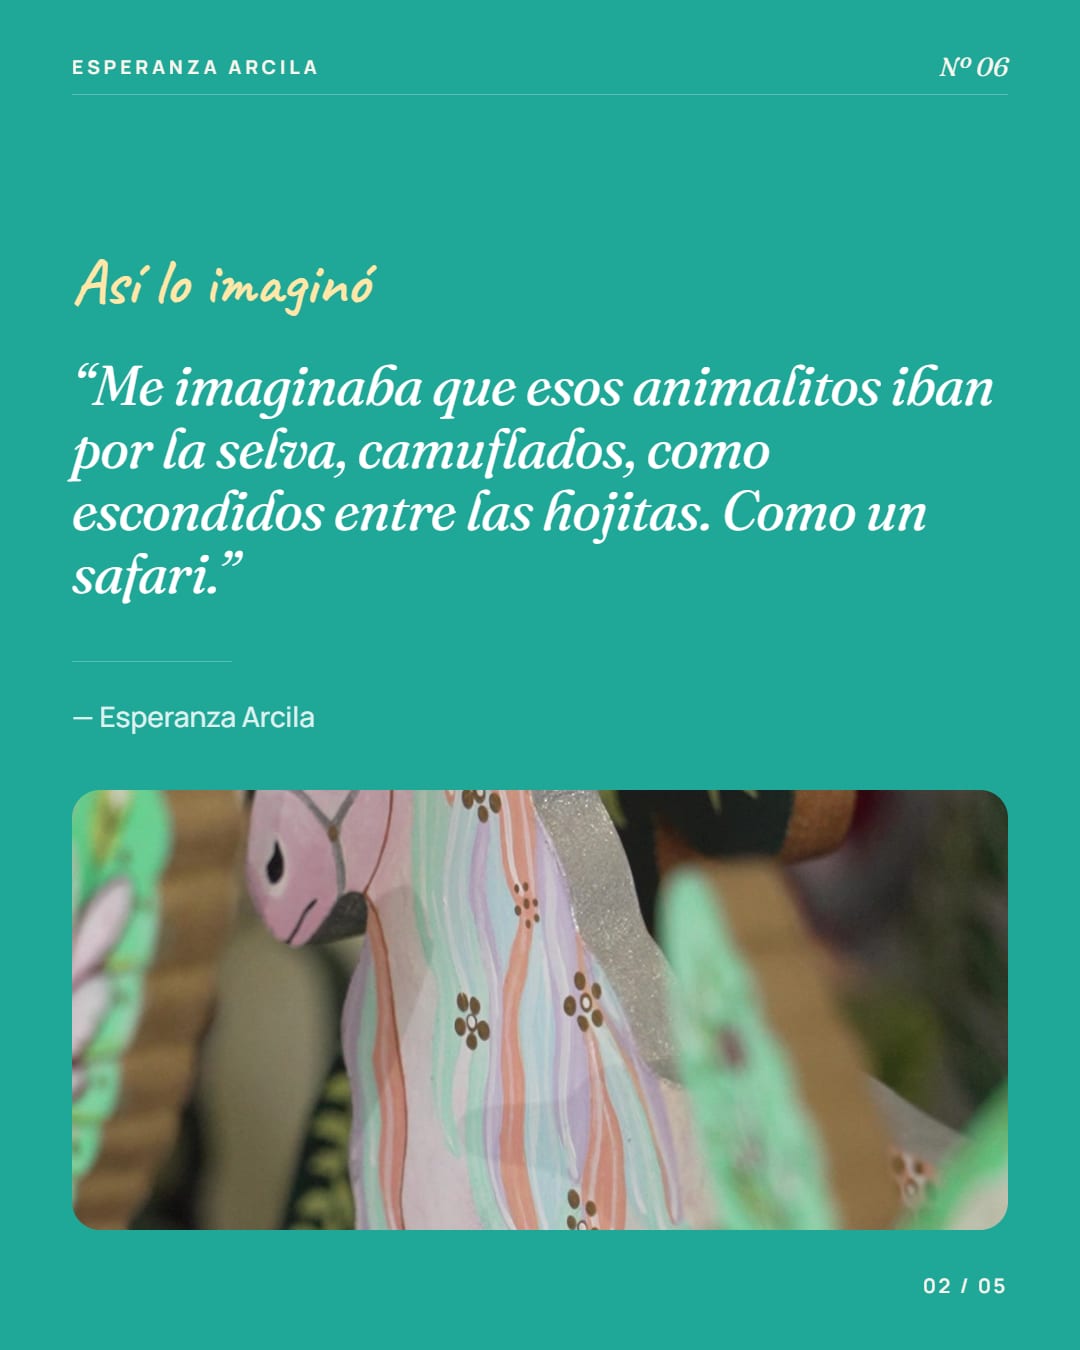 ESPERANZA ARCILA
Nº 06
Así lo imaginó
“Me imaginaba que esos animalitos iban
por la selva, camuflados, como
escondidos entre las hojitas. Como un
safari.”
— Esperanza Arcila
02 / 05